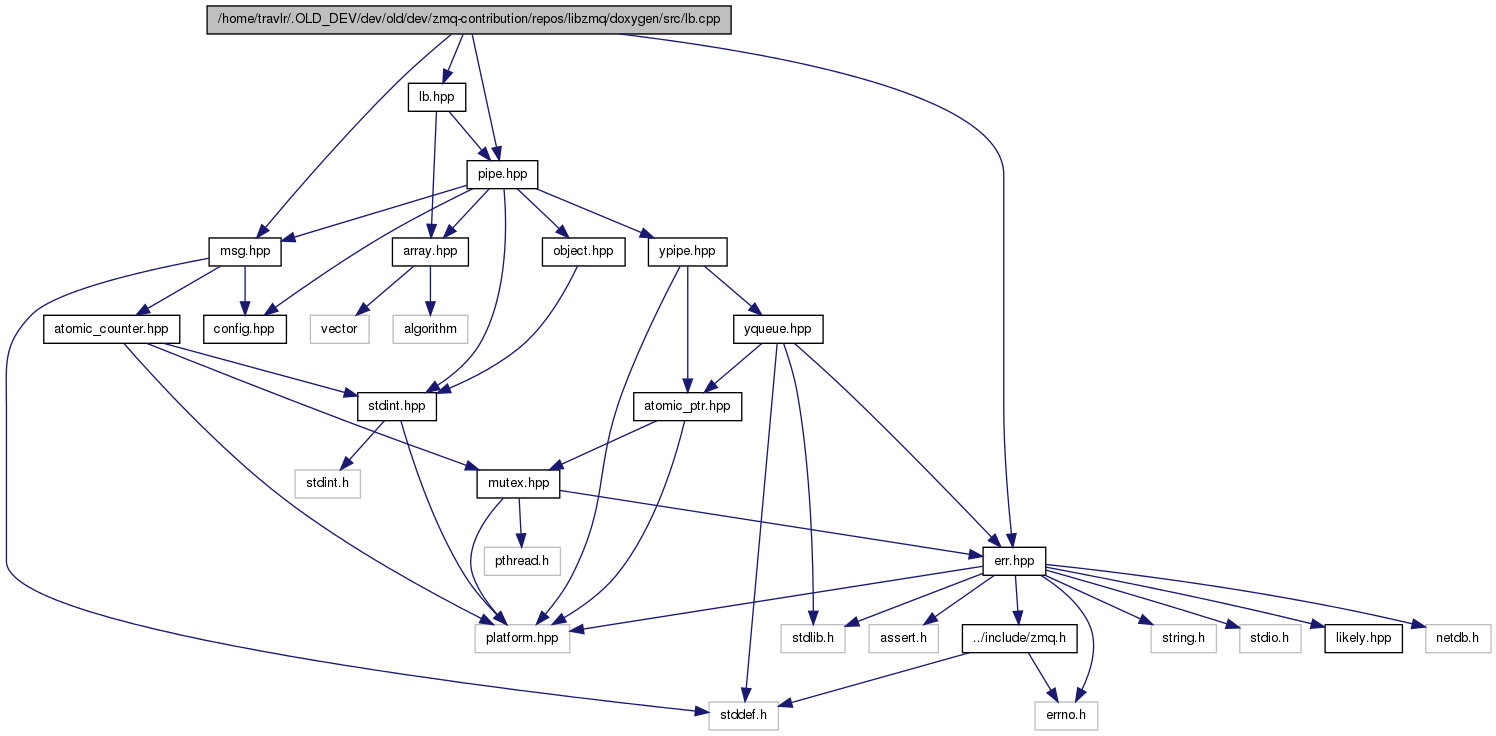 /home/travlr/.OLD_DEV/dev/old/dev/zmq-contribution/repos/libzmq/doxygen/src/lb.cpp
lb.hpp
pipe.hpp
msg.hpp
array.hpp
object.hpp
ypipe.hpp
atomic_counter.hpp
config.hpp
vector
algorithm
yqueue.hpp
stdint.hpp
atomic_ptr.hpp
stdint.h
mutex.hpp
pthread.h
err.hpp
platform.hpp
stdlib.h
assert.h
../include/zmq.h
string.h
stdio.h
likely.hpp
netdb.h
stddef.h
errno.h